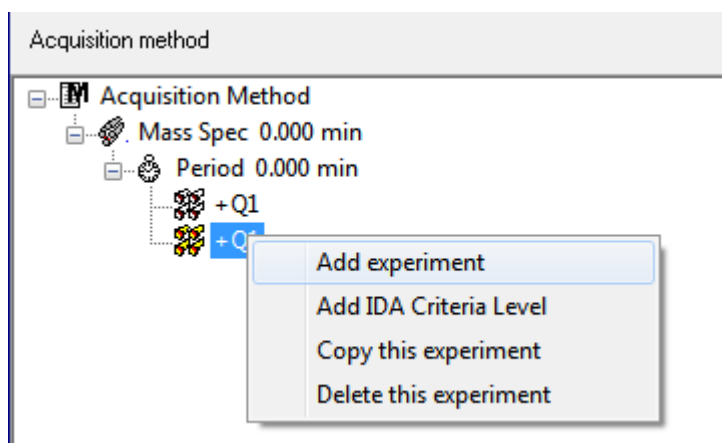 Acquisition method
Acquisition Method
Mass Spec 0.000 min
Period 0.000 min
+Q1
+Q1
Add experiment
Add IDA Criteria Level
Copy this experiment
Delete this experiment